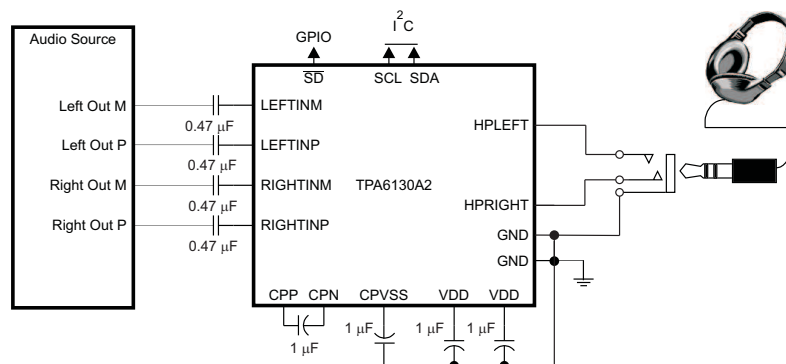 Audio Source
Left Out M
Left Out P
Right Out M
Right Out P
0.47 μF
0.47 μF
0.47 μF
0.47 μF
GPIO
I²C
SD
SCL SDA
LEFTINM
LEFTINP
RIGHTINM
RIGHTINP
TPA6130A2
HPLEFT
HPRIGHT
GND
GND
CPP CPN CPVSS VDD VDD
1 μF
1 μF
1 μF
1 μF